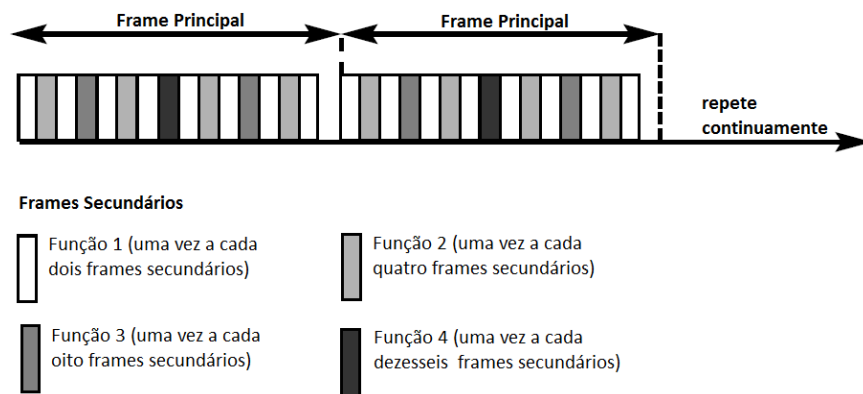 Frame Principal
Frame Principal
repete
continuamente
Frames Secundários
Função 1 (uma vez a cada
dois frames secundários)
Função 2 (uma vez a cada
quatro frames secundários)
Função 3 (uma vez a cada
oito frames secundários)
Função 4 (uma vez a cada
dezesseis frames secundários)